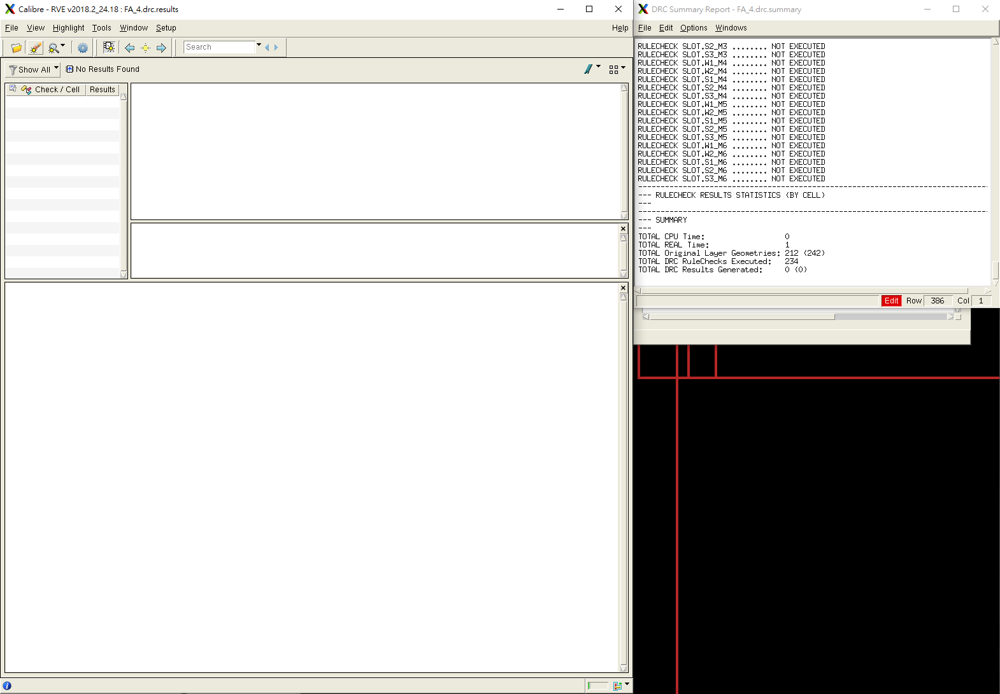 Calibre - RVE v2018.2_24.18 : FA_4.drc.results
File View Highlight Tools Window Setup Help
Search
Show All No Results Found
Check / Cell Results
DRC Summary Report - FA_4.drc.summary
File Edit Options Windows
RULECHECK SLOT.S2_M3 ........ NOT EXECUTED
RULECHECK SLOT.S3_M3 ........ NOT EXECUTED
RULECHECK SLOT.W1_M4 ........ NOT EXECUTED
RULECHECK SLOT.W2_M4 ........ NOT EXECUTED
RULECHECK SLOT.S1_M4 ........ NOT EXECUTED
RULECHECK SLOT.S2_M4 ........ NOT EXECUTED
RULECHECK SLOT.S3_M4 ........ NOT EXECUTED
RULECHECK SLOT.W1_M5 ........ NOT EXECUTED
RULECHECK SLOT.W2_M5 ........ NOT EXECUTED
RULECHECK SLOT.S1_M5 ........ NOT EXECUTED
RULECHECK SLOT.S2_M5 ........ NOT EXECUTED
RULECHECK SLOT.S3_M5 ........ NOT EXECUTED
RULECHECK SLOT.W1_M6 ........ NOT EXECUTED
RULECHECK SLOT.W2_M6 ........ NOT EXECUTED
RULECHECK SLOT.S1_M6 ........ NOT EXECUTED
RULECHECK SLOT.S2_M6 ........ NOT EXECUTED
RULECHECK SLOT.S3_M6 ........ NOT EXECUTED
------------------------------------------------------------------------------
--- RULECHECK RESULTS STATISTICS (BY CELL)
---
------------------------------------------------------------------------------
--- SUMMARY
---
TOTAL CPU Time: 0
TOTAL REAL Time: 1
TOTAL Original Layer Geometries: 212 (242)
TOTAL DRC RuleChecks Executed: 234
TOTAL DRC Results Generated: 0 (0)
Edit Row 386 Col 1